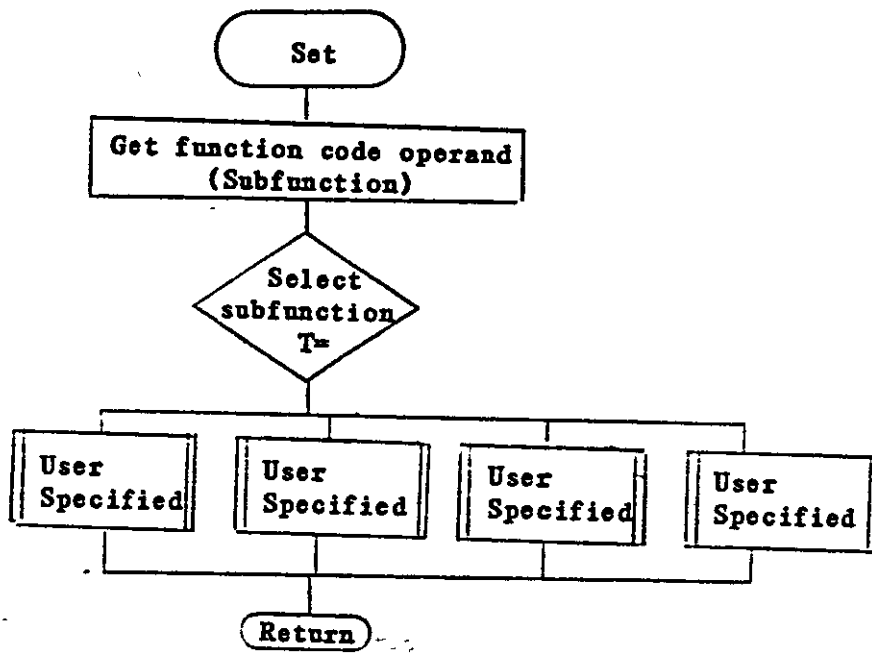 Set
Get function code operand
(Subfunction)
Select
subfunction
T=
User
Specified
User
Specified
User
Specified
User
Specified
Return